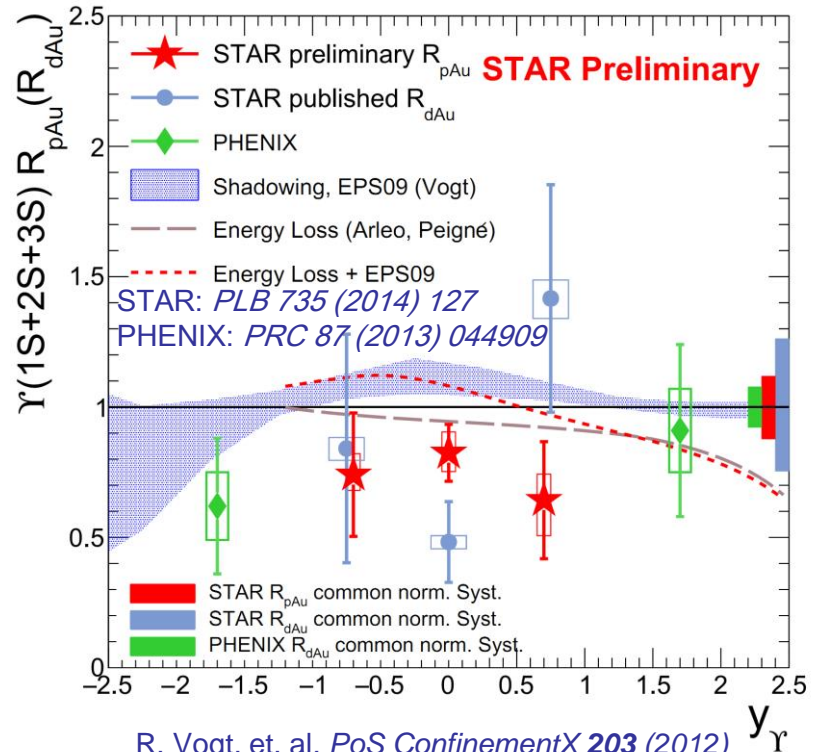 Υ(1S+2S+3S) R_pAu (R_dAu)
2.5
2
1.5
1
0.5
0
STAR preliminary R_pAu
STAR Preliminary
STAR published R_dAu
PHENIX
Shadowing, EPS09 (Vogt)
Energy Loss (Arleo, Peigné)
Energy Loss + EPS09
STAR: PLB 735 (2014) 127
PHENIX: PRC 87 (2013) 044909
STAR R_pAu common norm. Syst.
STAR R_dAu common norm. Syst.
PHENIX R_dAu common norm. Syst.
−2.5 −2 −1.5 −1 −0.5 0 0.5 1 1.5 2 2.5
y_Υ
R. Vogt, et. al. PoS ConfinementX 203 (2012)